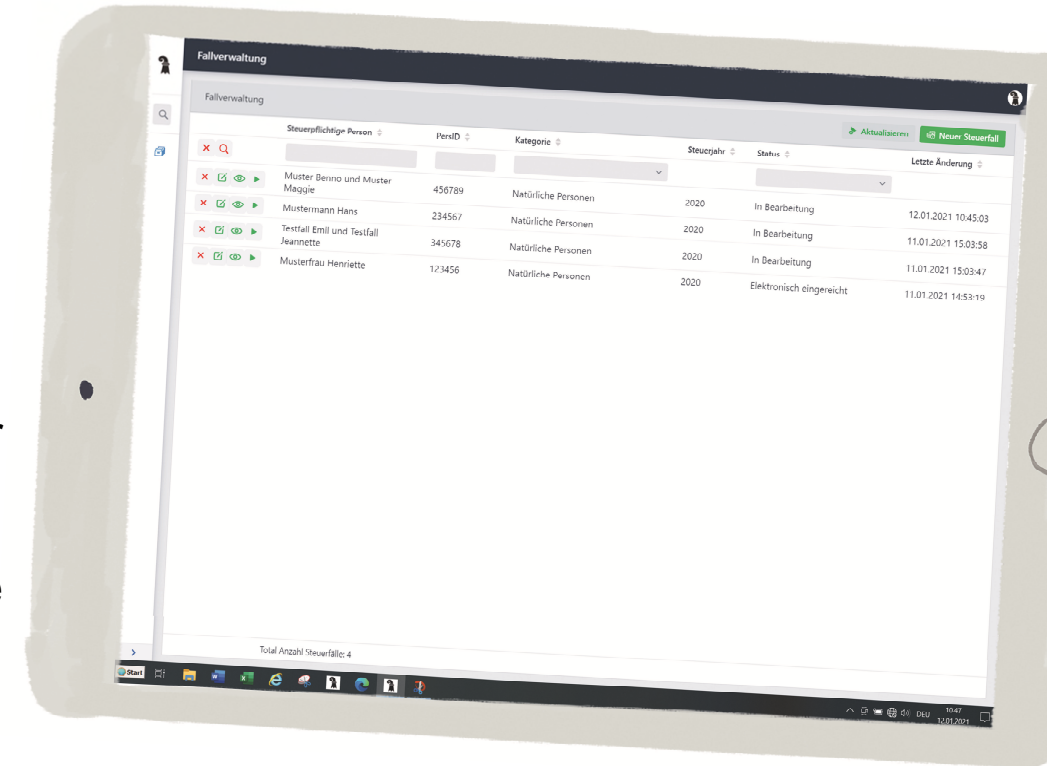 Fallverwaltung
Fallverwaltung
Aktualisieren
Neuer Steuerfall
Steuerpflichtige Person PersID Kategorie Steuerjahr Status Letzte Änderung
Muster Benno und Muster Maggie 456789 Natürliche Personen 2020 In Bearbeitung 12.01.2021 10:45:03
Mustermann Hans 234567 Natürliche Personen 2020 In Bearbeitung 11.01.2021 15:03:58
Testfall Emil und Testfall Jeannette 345678 Natürliche Personen 2020 In Bearbeitung 11.01.2021 15:03:47
Musterfrau Henriette 123456 Natürliche Personen 2020 Elektronisch eingereicht 11.01.2021 14:53:19
Total Anzahl Steuerfälle: 4
Start
DEU
10:47
12.01.2021